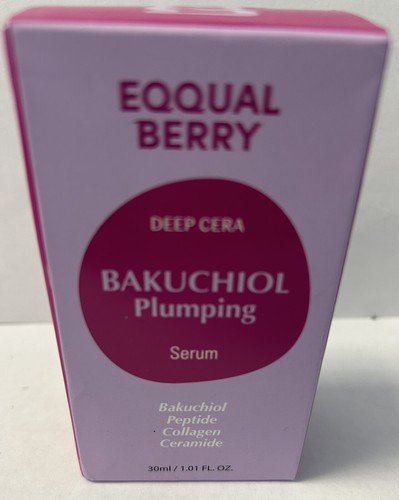 EQQUAL
BERRY
DEEP CERA
BAKUCHIOL
Plumping
Serum
Bakuchiol
Peptide
Collagen
Ceramide
30ml / 1.01 FL. OZ.